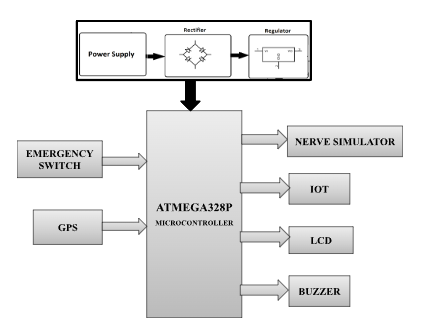 Rectifier
Regulator
Power Supply
EMERGENCY
SWITCH
GPS
ATMEGA328P
MICROCONTROLLER
NERVE SIMULATOR
IOT
LCD
BUZZER